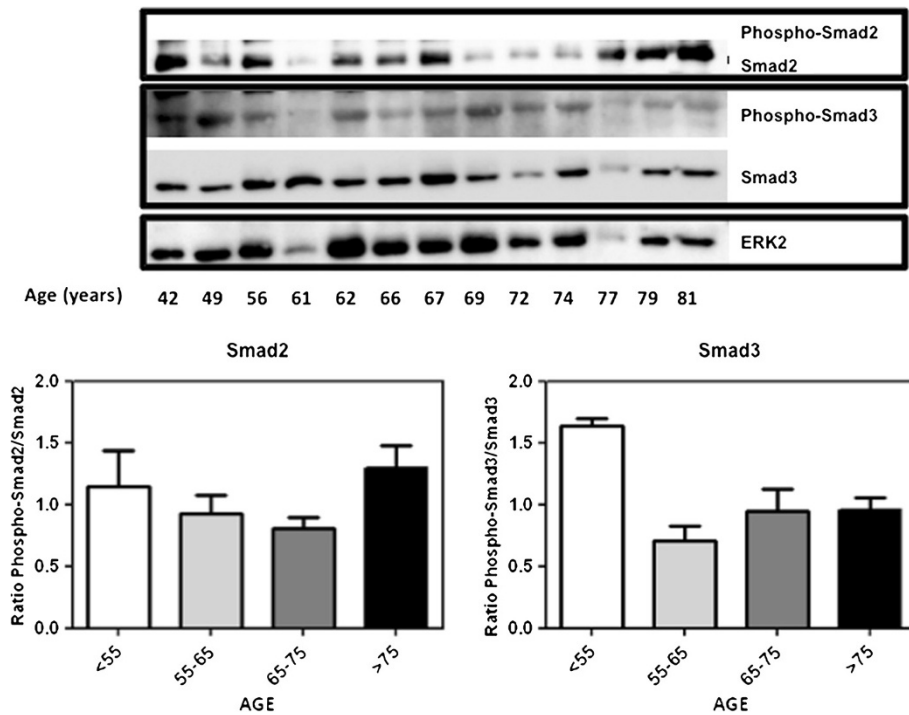 Phospho-Smad2
Smad2
Phospho-Smad3
Smad3
ERK2
Age (years) 42 49 56 61 62 66 67 69 72 74 77 79 81
Smad2
Ratio Phospho-Smad2/Smad2
2.0
1.5
1.0
0.5
0.0
<55 55-65 65-75 >75
AGE
Smad3
Ratio Phospho-Smad3/Smad3
2.0
1.5
1.0
0.5
0.0
<55 55-65 65-75 >75
AGE